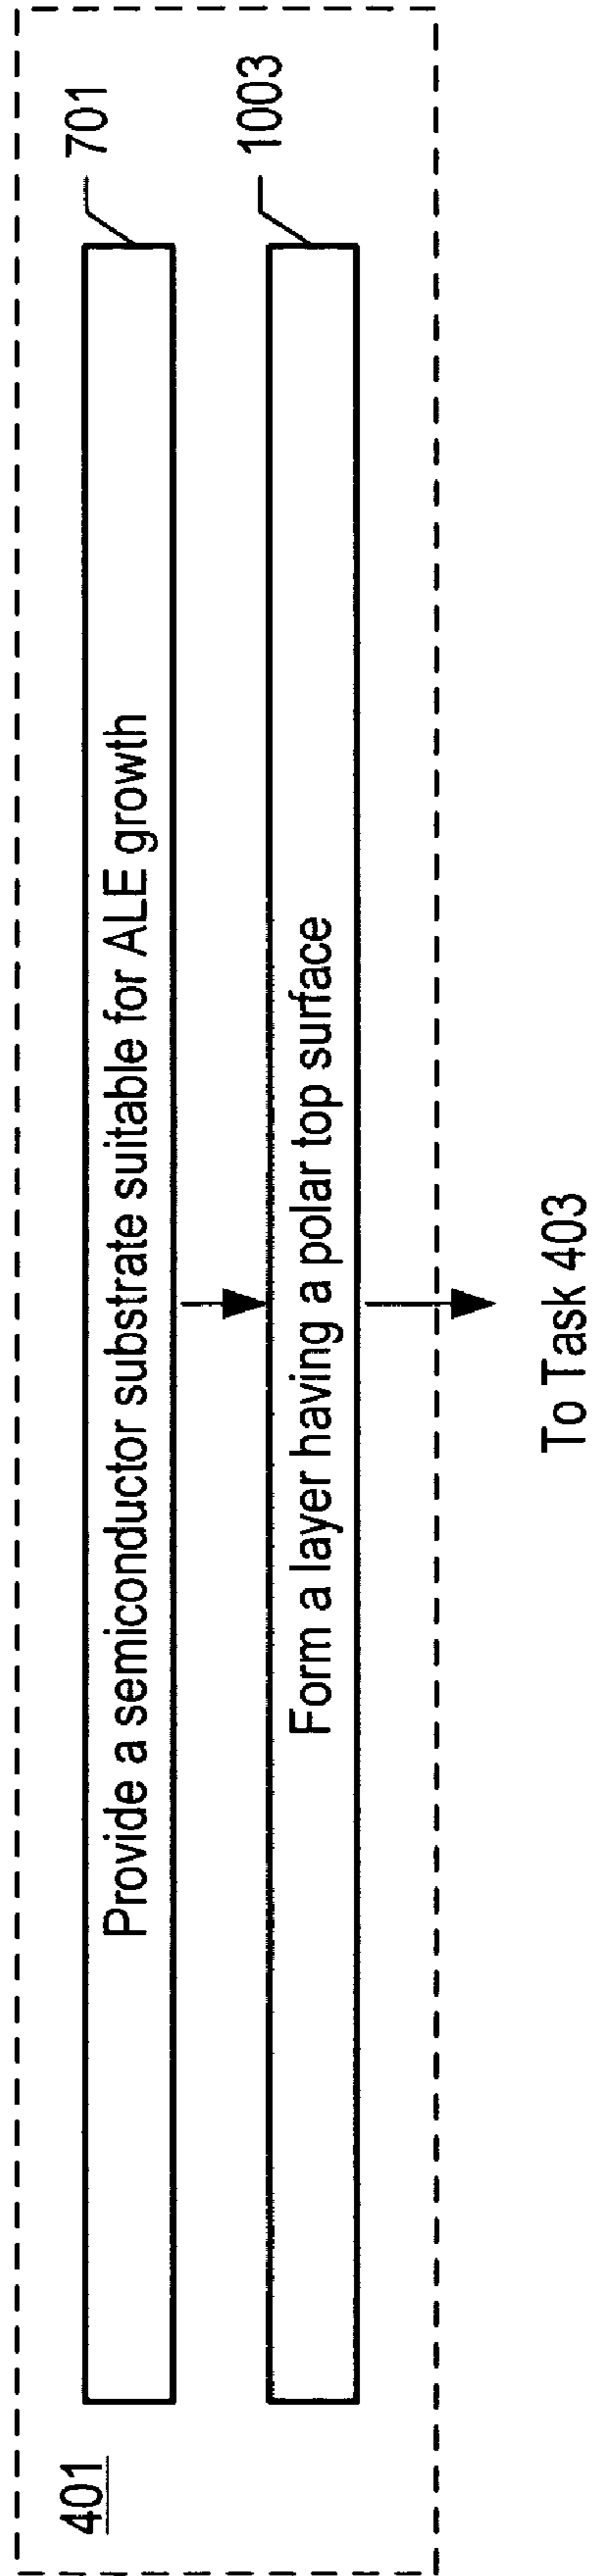 401
Provide a semiconductor substrate suitable for ALE growth
701
Form a layer having a polar top surface
1003
To Task 403